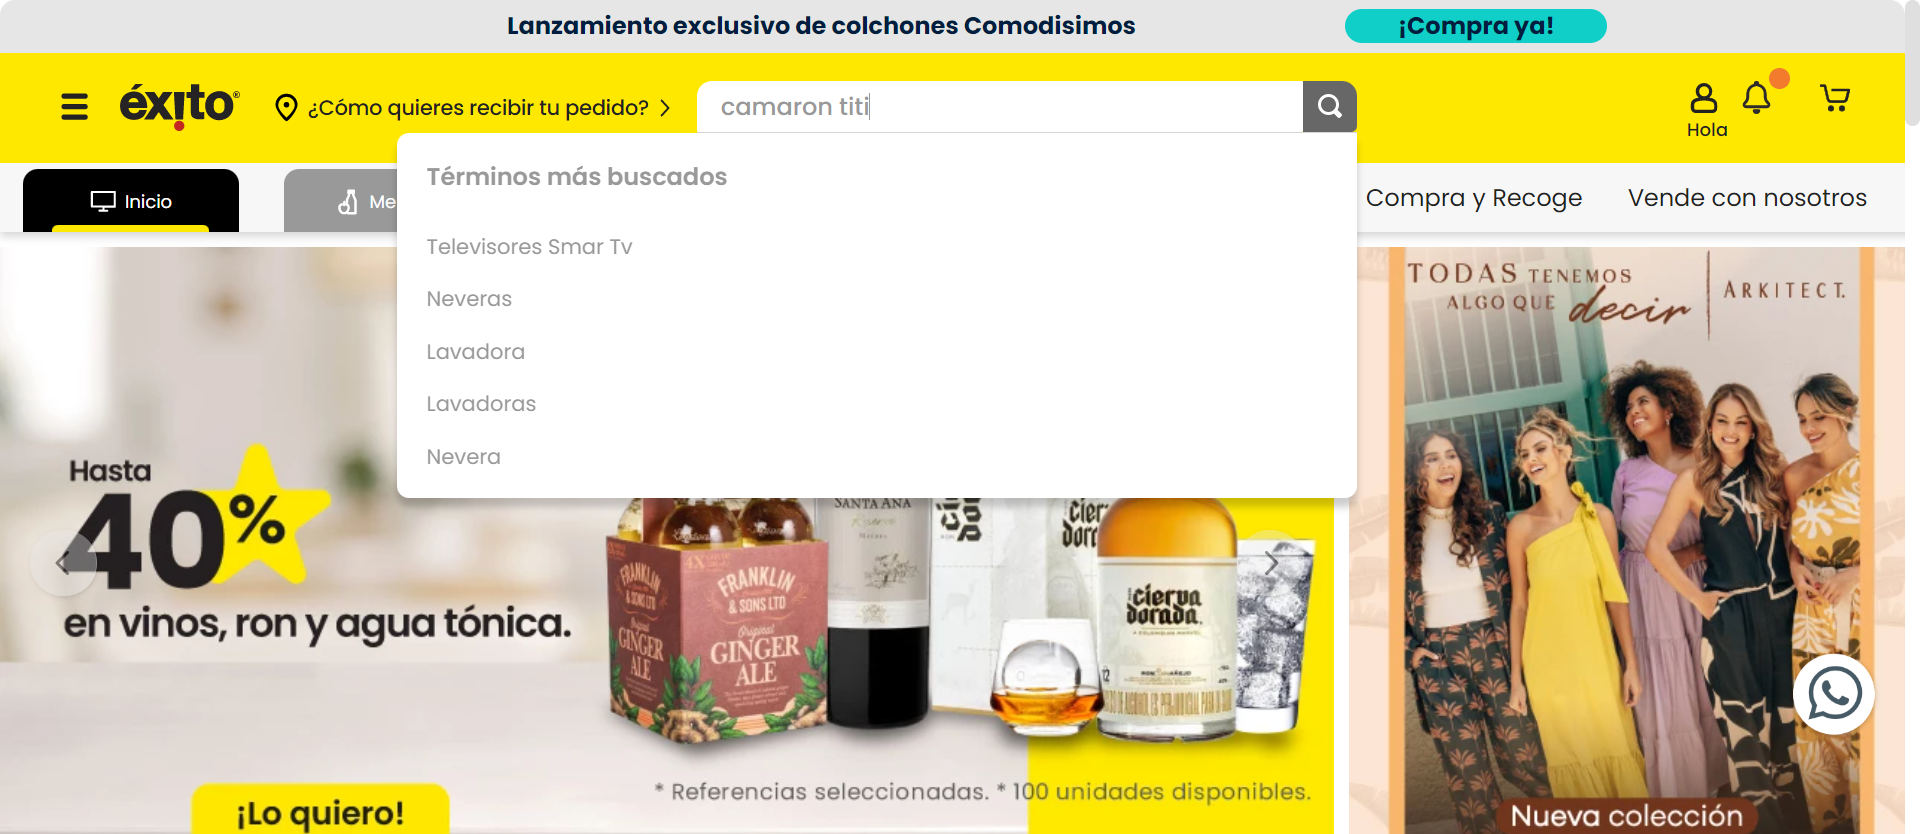 Lanzamiento exclusivo de colchones Comodisimos
¡Compra ya!
éxito®
¿Cómo quieres recibir tu pedido?
camaron titi
Hola
Inicio
Me
Términos más buscados
Televisores Smar Tv
Neveras
Lavadora
Lavadoras
Nevera
Compra y Recoge
Vende con nosotros
Hasta
40%
en vinos, ron y agua tónica.
¡Lo quiero!
SANTA ANA
Reserva
FRANKLIN
& SONS LTD
Original
GINGER
ALE
FRANKLIN
& SONS LTD
GINGER
ALE
cierva
dorada.
* Referencias seleccionadas. * 100 unidades disponibles.
TODAS TENEMOS
ALGO QUE decir
ARKITECT.
Nueva colección